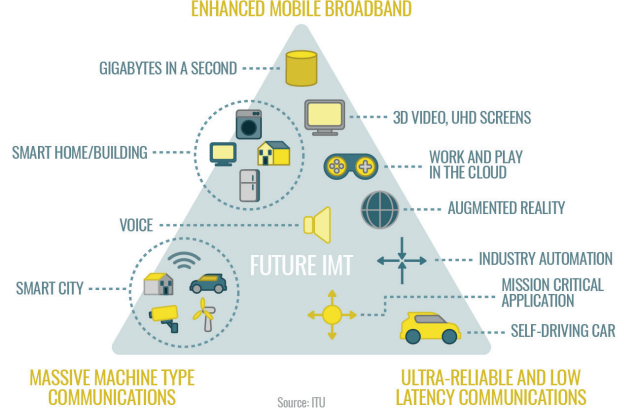 ENHANCED MOBILE BROADBAND
GIGABYTES IN A SECOND
3D VIDEO, UHD SCREENS
SMART HOME/BUILDING
WORK AND PLAY
IN THE CLOUD
AUGMENTED REALITY
VOICE
INDUSTRY AUTOMATION
FUTURE IMT
MISSION CRITICAL
APPLICATION
SMART CITY
SELF-DRIVING CAR
MASSIVE MACHINE TYPE
COMMUNICATIONS
ULTRA-RELIABLE AND LOW
LATENCY COMMUNICATIONS
Source: ITU